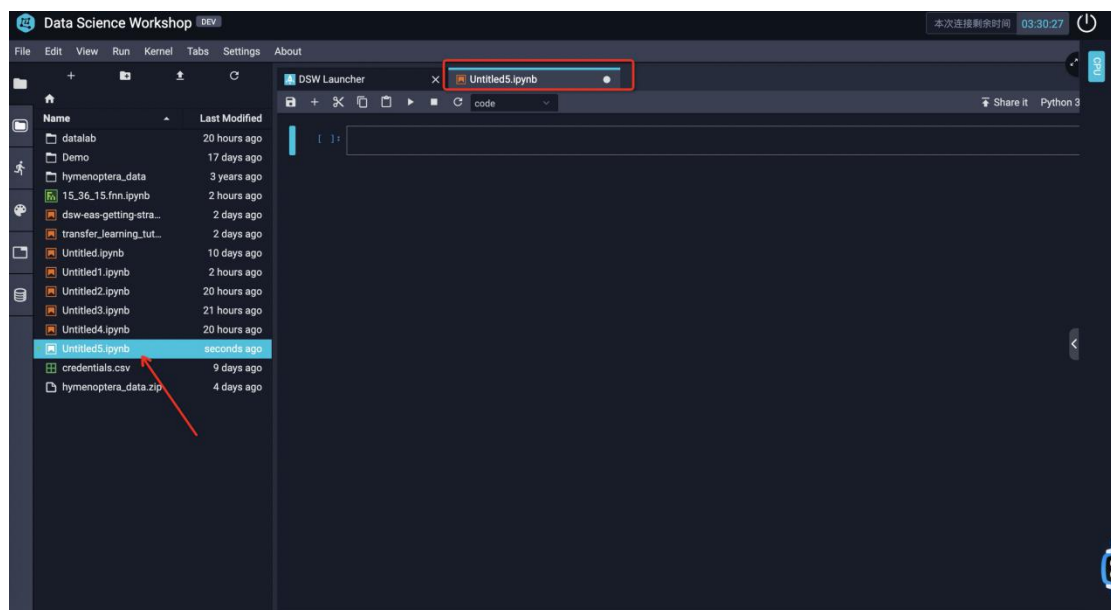 Data Science Workshop DEV
本次连接剩余时间 03:30:27
File Edit View Run Kernel Tabs Settings About
CPU
DSW Launcher
Untitled5.ipynb
code
Share it Python 3
Name Last Modified
[ ]:
datalab 20 hours ago
Demo 17 days ago
hymenoptera_data 3 years ago
15_36_15.fnn.ipynb 2 hours ago
dsw-eas-getting-stra... 2 days ago
transfer_learning_tut... 2 days ago
Untitled.ipynb 10 days ago
Untitled1.ipynb 2 hours ago
Untitled2.ipynb 20 hours ago
Untitled3.ipynb 21 hours ago
Untitled4.ipynb 20 hours ago
Untitled5.ipynb seconds ago
credentials.csv 9 days ago
hymenoptera_data.zip 4 days ago